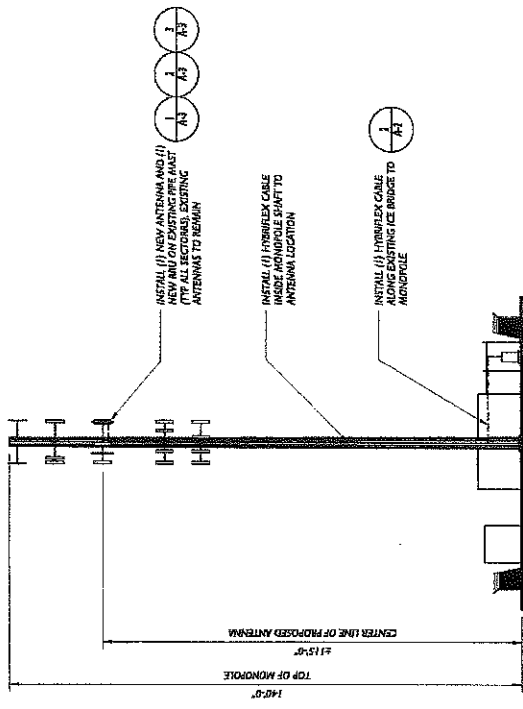 INSTALL (1) NEW ANTENNA AND (1)
NEW RRU ON EXISTING PIPE MAST
(TYP ALL SECTORS), EXISTING
ANTENNAS TO REMAIN
1
A-3
2
A-3
3
A-3
INSTALL (1) HYBRIFLEX CABLE
INSIDE MONOPOLE SHAFT TO
ANTENNA LOCATION
INSTALL (1) HYBRIFLEX CABLE
ALONG EXISTING ICE BRIDGE TO
MONOPOLE
2
A-2
±115'-0"
CENTER LINE OF PROPOSED ANTENNA
140'-0"
TOP OF MONOPOLE